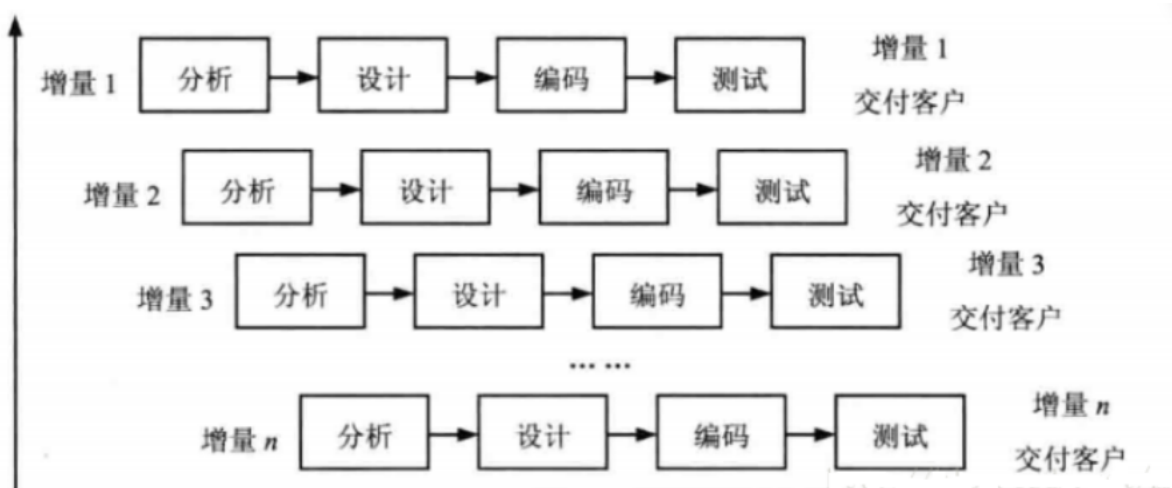 增量 1 分析 设计 编码 测试 增量 1
交付客户
增量 2 分析 设计 编码 测试 增量 2
交付客户
增量 3 分析 设计 编码 测试 增量 3
交付客户
... ...
增量 n 分析 设计 编码 测试 增量 n
交付客户